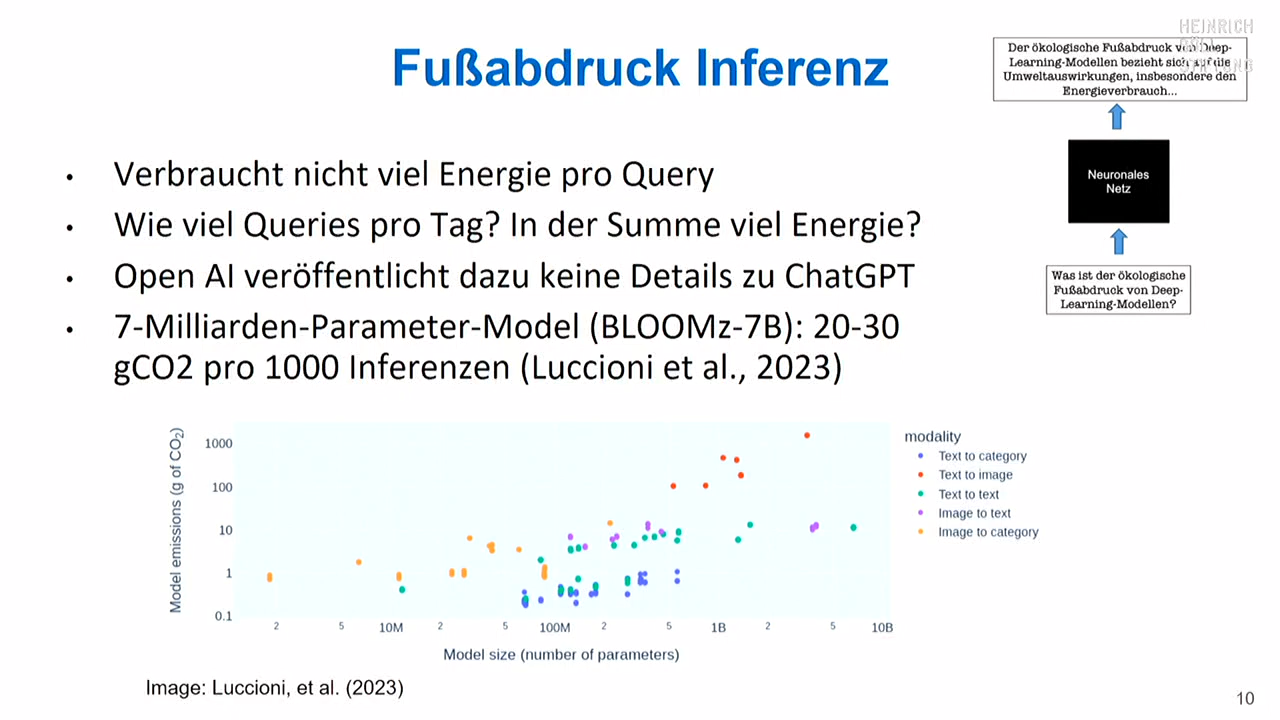 HEINRICH
BÖLL
STIFTUNG
Fußabdruck Inferenz
Der ökologische Fußabdruck von Deep-
Learning-Modellen bezieht sich auf die
Umweltauswirkungen, insbesondere den
Energieverbrauch...
Neuronales
Netz
Was ist der ökologische
Fußabdruck von Deep-
Learning-Modellen?
• Verbraucht nicht viel Energie pro Query
• Wie viel Queries pro Tag? In der Summe viel Energie?
• Open AI veröffentlicht dazu keine Details zu ChatGPT
• 7-Milliarden-Parameter-Model (BLOOMz-7B): 20-30
gCO2 pro 1000 Inferenzen (Luccioni et al., 2023)
Model emissions (g of CO₂)
1000
100
10
1
0.1
2 5 10M 2 5 100M 2 5 1B 2 5 10B
Model size (number of parameters)
modality
Text to category
Text to image
Text to text
Image to text
Image to category
Image: Luccioni, et al. (2023)
10